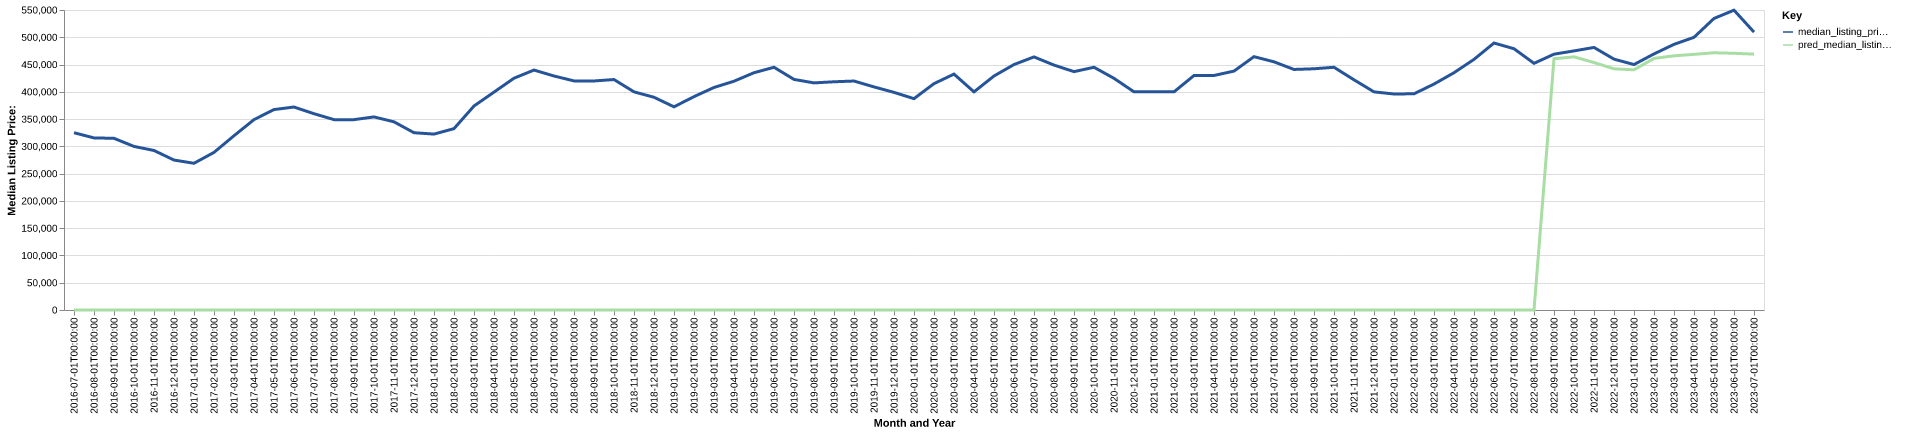 550,000
500,000
450,000
400,000
350,000
300,000
250,000
200,000
150,000
100,000
50,000
0
Median Listing Price:
2016-07-01T00:00:00
2016-08-01T00:00:00
2016-09-01T00:00:00
2016-10-01T00:00:00
2016-11-01T00:00:00
2016-12-01T00:00:00
2017-01-01T00:00:00
2017-02-01T00:00:00
2017-03-01T00:00:00
2017-04-01T00:00:00
2017-05-01T00:00:00
2017-06-01T00:00:00
2017-07-01T00:00:00
2017-08-01T00:00:00
2017-09-01T00:00:00
2017-10-01T00:00:00
2017-11-01T00:00:00
2017-12-01T00:00:00
2018-01-01T00:00:00
2018-02-01T00:00:00
2018-03-01T00:00:00
2018-04-01T00:00:00
2018-05-01T00:00:00
2018-06-01T00:00:00
2018-07-01T00:00:00
2018-08-01T00:00:00
2018-09-01T00:00:00
2018-10-01T00:00:00
2018-11-01T00:00:00
2018-12-01T00:00:00
2019-01-01T00:00:00
2019-02-01T00:00:00
2019-03-01T00:00:00
2019-04-01T00:00:00
2019-05-01T00:00:00
2019-06-01T00:00:00
2019-07-01T00:00:00
2019-08-01T00:00:00
2019-09-01T00:00:00
2019-10-01T00:00:00
2019-11-01T00:00:00
2019-12-01T00:00:00
2020-01-01T00:00:00
2020-02-01T00:00:00
2020-03-01T00:00:00
2020-04-01T00:00:00
2020-05-01T00:00:00
2020-06-01T00:00:00
2020-07-01T00:00:00
2020-08-01T00:00:00
2020-09-01T00:00:00
2020-10-01T00:00:00
2020-11-01T00:00:00
2020-12-01T00:00:00
2021-01-01T00:00:00
2021-02-01T00:00:00
2021-03-01T00:00:00
2021-04-01T00:00:00
2021-05-01T00:00:00
2021-06-01T00:00:00
2021-07-01T00:00:00
2021-08-01T00:00:00
2021-09-01T00:00:00
2021-10-01T00:00:00
2021-11-01T00:00:00
2021-12-01T00:00:00
2022-01-01T00:00:00
2022-02-01T00:00:00
2022-03-01T00:00:00
2022-04-01T00:00:00
2022-05-01T00:00:00
2022-06-01T00:00:00
2022-07-01T00:00:00
2022-08-01T00:00:00
2022-09-01T00:00:00
2022-10-01T00:00:00
2022-11-01T00:00:00
2022-12-01T00:00:00
2023-01-01T00:00:00
2023-02-01T00:00:00
2023-03-01T00:00:00
2023-04-01T00:00:00
2023-05-01T00:00:00
2023-06-01T00:00:00
2023-07-01T00:00:00
Month and Year
Key
median_listing_pri…
pred_median_listin…